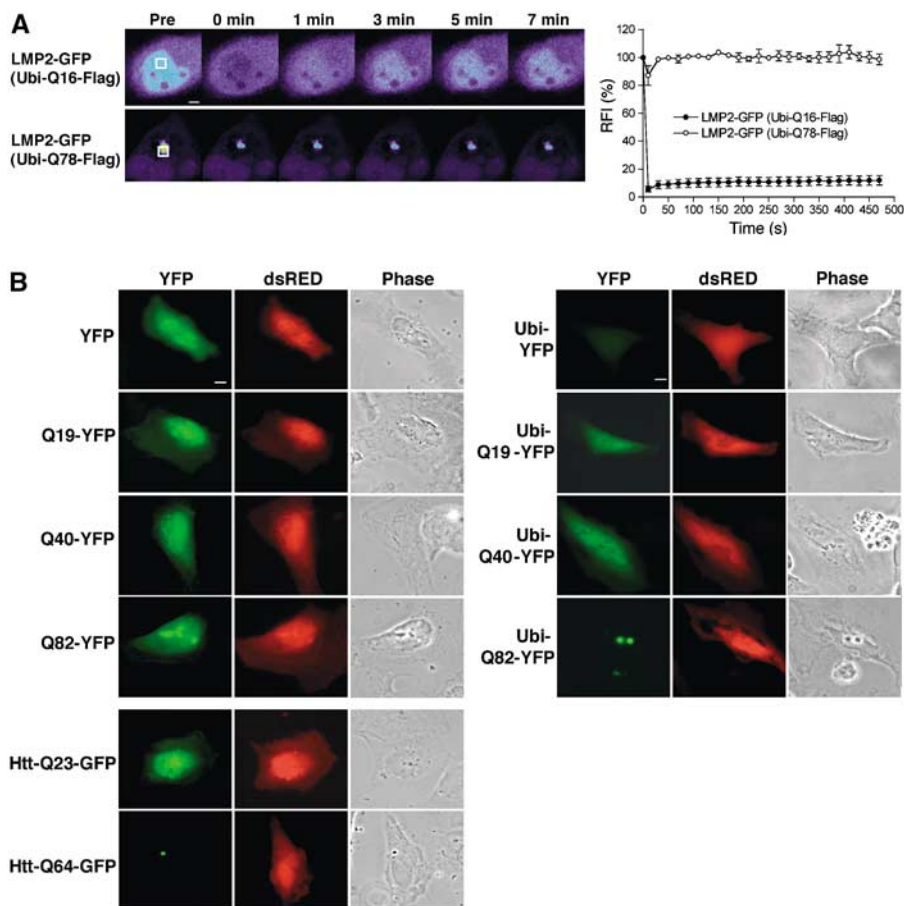 A
Pre 0 min 1 min 3 min 5 min 7 min
LMP2-GFP
(Ubi-Q16-Flag)
LMP2-GFP
(Ubi-Q78-Flag)
RFI (%)
120
100
80
60
40
20
0
LMP2-GFP (Ubi-Q16-Flag)
LMP2-GFP (Ubi-Q78-Flag)
0 50 100 150 200 250 300 350 400 450 500
Time (s)
B
YFP dsRED Phase
YFP
Q19-YFP
Q40-YFP
Q82-YFP
Htt-Q23-GFP
Htt-Q64-GFP
YFP dsRED Phase
Ubi-
YFP
Ubi-
Q19-YFP
Ubi-
Q40-YFP
Ubi-
Q82-YFP